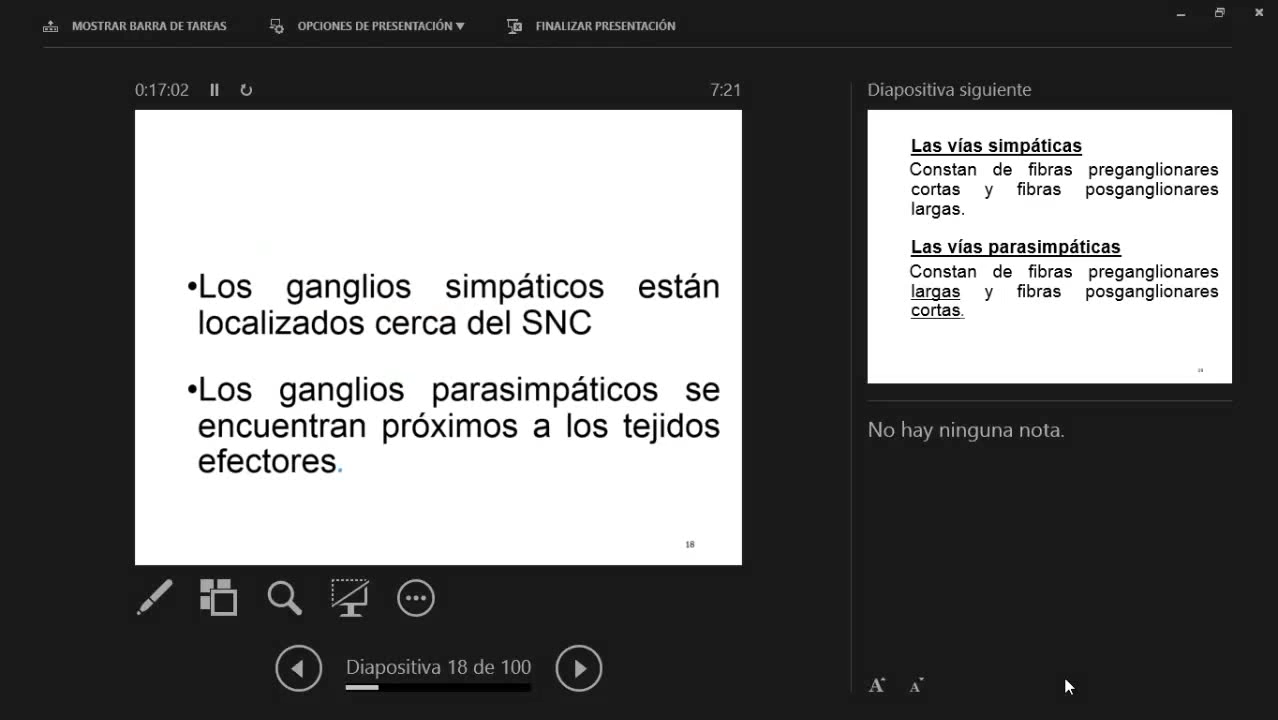 MOSTRAR BARRA DE TAREAS
OPCIONES DE PRESENTACIÓN
FINALIZAR PRESENTACIÓN
0:17:02
7:21
•Los ganglios simpáticos están
localizados cerca del SNC
•Los ganglios parasimpáticos se
encuentran próximos a los tejidos
efectores.
18
Diapositiva 18 de 100
Diapositiva siguiente
Las vías simpáticas
Constan de fibras preganglionares
cortas y fibras posganglionares
largas.
Las vías parasimpáticas
Constan de fibras preganglionares
largas y fibras posganglionares
cortas.
No hay ninguna nota.
A A